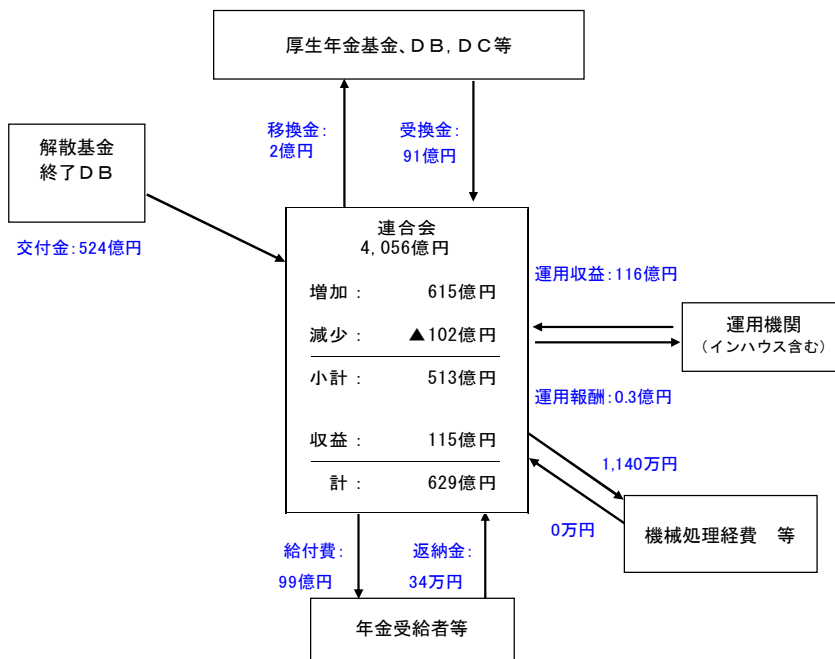 厚生年金基金、ＤＢ，ＤＣ等
移換金：
2億円
受換金：
91億円
解散基金
終了ＤＢ
交付金：524億円
連合会
4,056億円
増加： 615億円
減少： ▲102億円
小計： 513億円
収益： 115億円
計： 629億円
運用収益：116億円
運用機関
（インハウス含む）
運用報酬：0.3億円
1,140万円
0万円
機械処理経費　等
給付費：
99億円
返納金：
34万円
年金受給者等